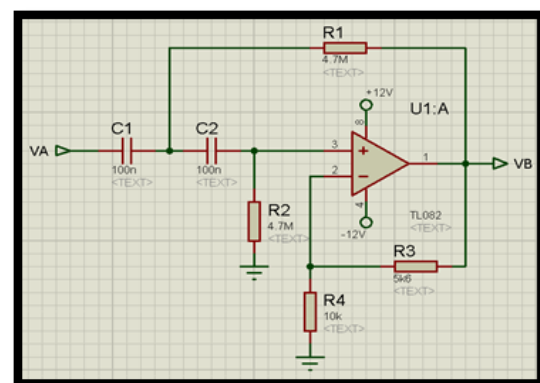 R1
4.7M
<TEXT>
+12V
U1:A
8
VA
C1
100n
<TEXT>
C2
100n
<TEXT>
3
2
1
VB
4
-12V
TL082
<TEXT>
R2
4.7M
<TEXT>
R3
5k6
<TEXT>
R4
10k
<TEXT>